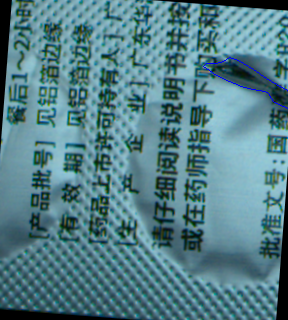 餐后1~2小时
[产品批号] 见铝箔边缘
[有 效 期] 见铝箔边缘
[药品上市许可持有人] 广
[生 产 企 业] 广东华
请仔细阅读说明书并按
或在药师指导下购买和
批准文号:国药